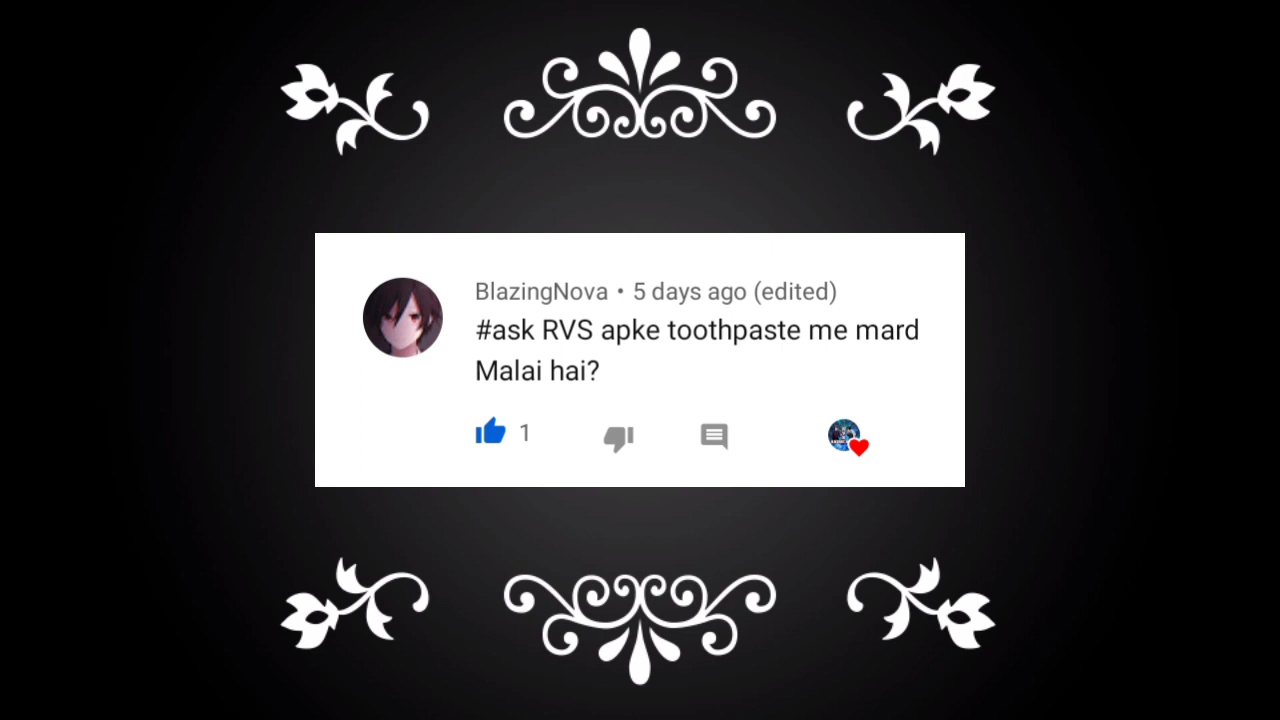 BlazingNova • 5 days ago (edited)
#ask RVS apke toothpaste me mard
Malai hai?
1